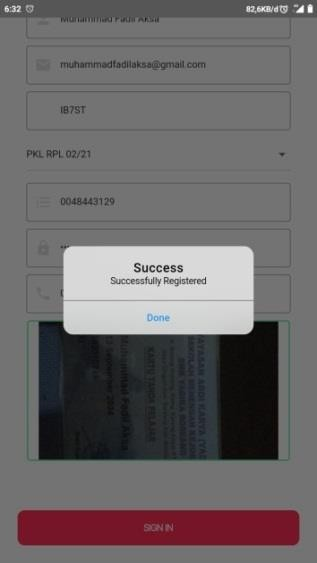 6:32
82,6KB/d
Muhammad Fadil Aksa
muhammadfadilaksa@gmail.com
IB7ST
PKL RPL 02/21
0048443129
Success
Successfully Registered
Done
KARTU TANDA PELAJAR
Muhammad Fadil Aksa
SIGN IN